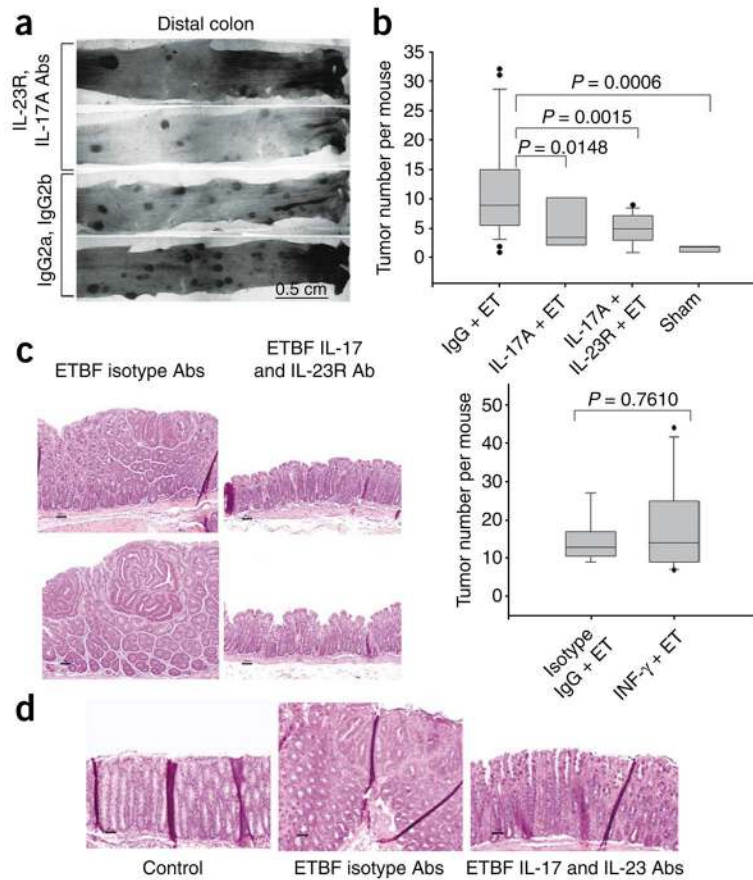 a
Distal colon
IL-23R,
IL-17A Abs
IgG2a, IgG2b
0.5 cm
b
Tumor number per mouse
35
30
25
20
15
10
5
0
P = 0.0006
P = 0.0015
P = 0.0148
IgG + ET
IL-17A + ET
IL-17A +
IL-23R + ET
Sham
c
ETBF isotype Abs
ETBF IL-17
and IL-23R Ab
Tumor number per mouse
50
40
30
20
10
0
P = 0.7610
Isotype
IgG + ET
INF-γ + ET
d
Control
ETBF isotype Abs
ETBF IL-17 and IL-23 Abs